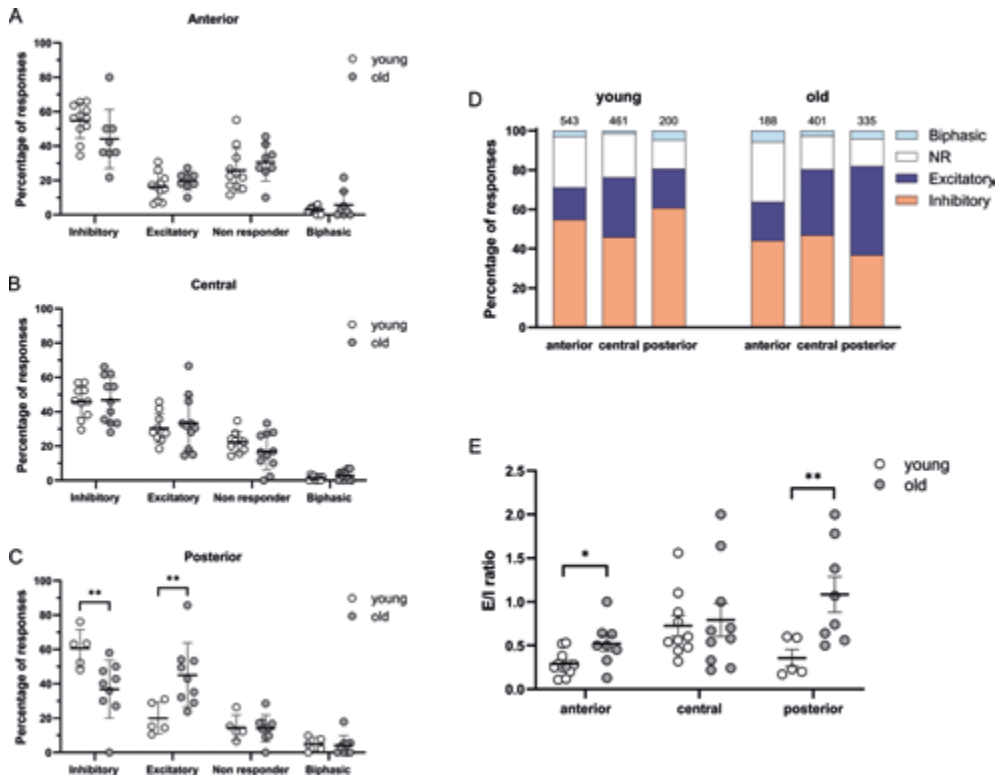 A
Anterior
Percentage of responses
100
80
60
40
20
0
young
old
Inhibitory Excitatory Non responder Biphasic
B
Central
Percentage of responses
100
80
60
40
20
0
young
old
Inhibitory Excitatory Non responder Biphasic
C
Posterior
Percentage of responses
100
80
60
40
20
0
** **
young
old
Inhibitory Excitatory Non responder Biphasic
D
young old
543 461 200 188 401 335
Percentage of responses
100
80
60
40
20
0
Biphasic
NR
Excitatory
Inhibitory
anterior central posterior anterior central posterior
E
E/I ratio
2.5
2.0
1.5
1.0
0.5
0.0
* **
young
old
anterior central posterior